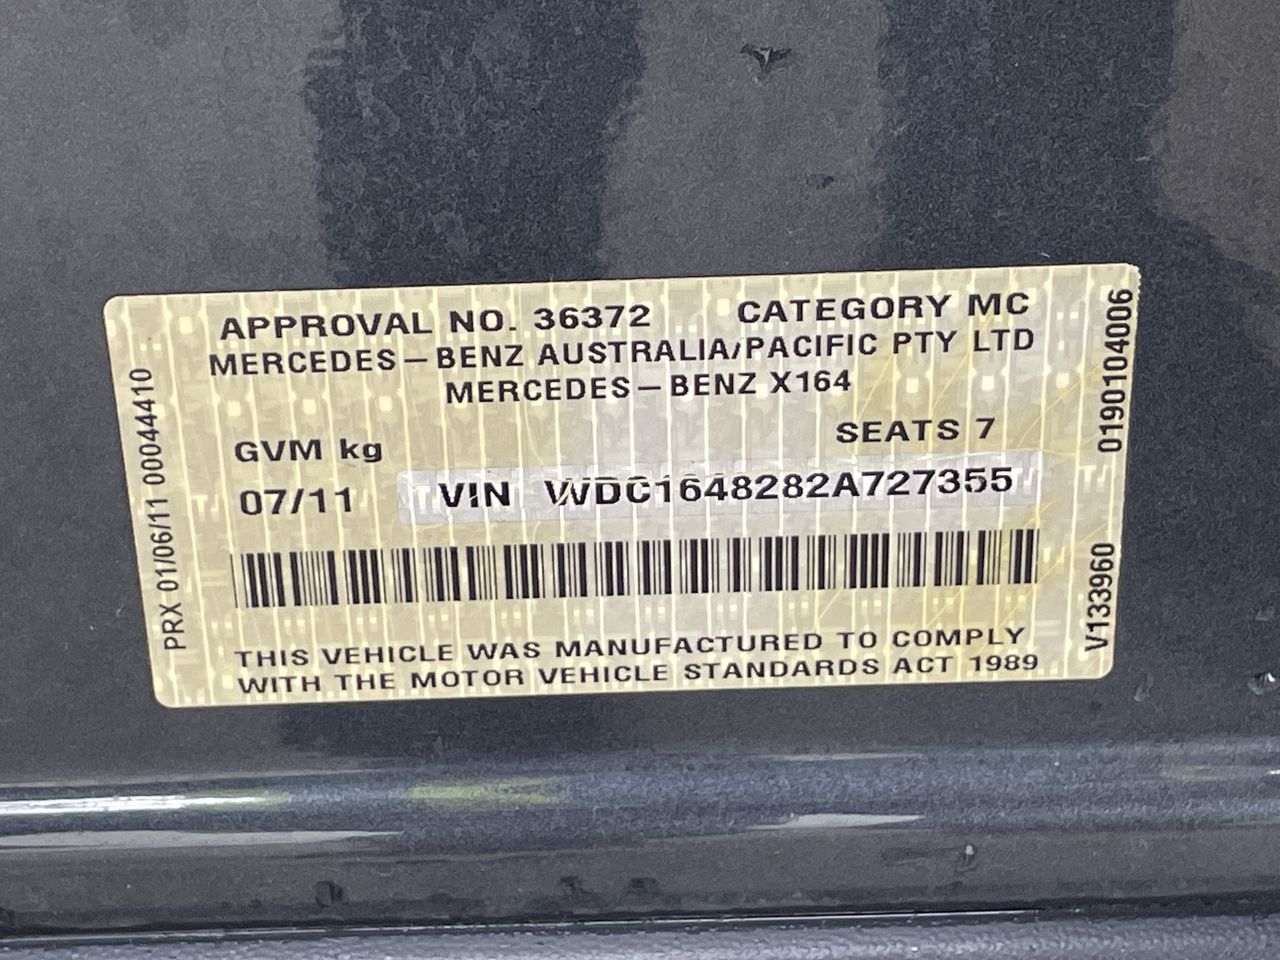 APPROVAL NO. 36372 CATEGORY MC
MERCEDES-BENZ AUSTRALIA/PACIFIC PTY LTD
MERCEDES-BENZ X164
GVM kg SEATS 7
07/11 VIN WDC1648282A727355
THIS VEHICLE WAS MANUFACTURED TO COMPLY
WITH THE MOTOR VEHICLE STANDARDS ACT 1989
PRX 01/06/11 00044410
V133960 0190104006